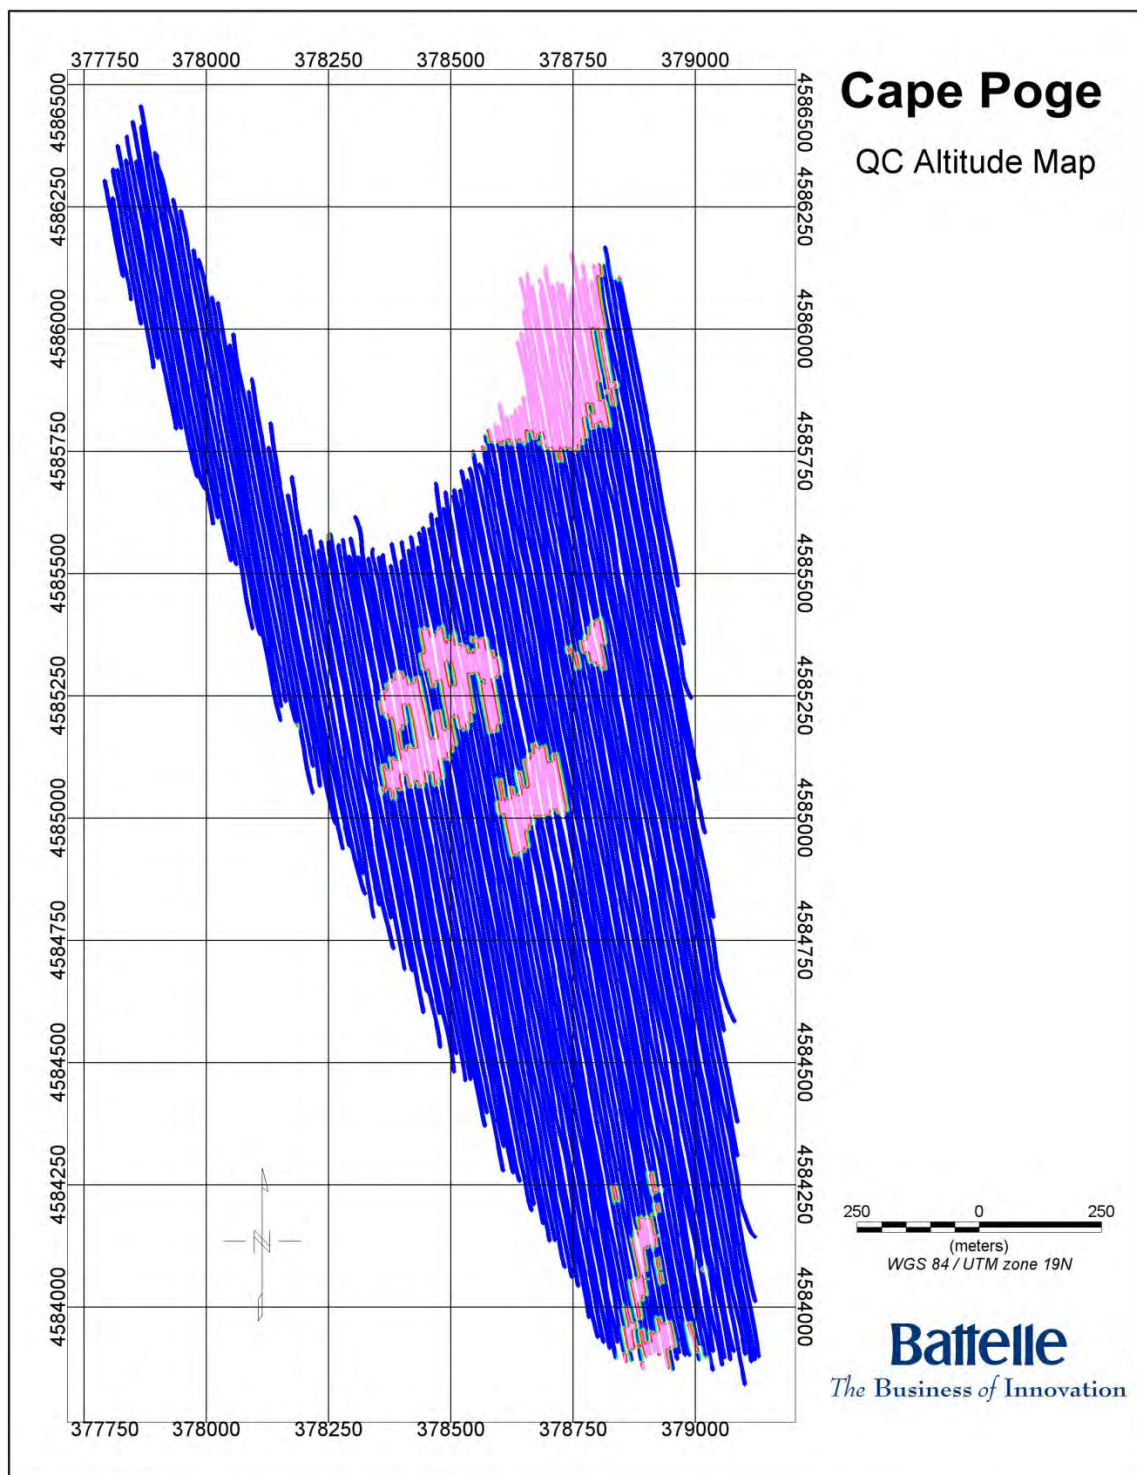 377750 378000 378250 378500 378750 379000
Cape Poge
QC Altitude Map
4586500 4586500
4586250 4586250
4586000 4586000
4585750 4585750
4585500 4585500
4585250 4585250
4585000 4585000
4584750 4584750
4584500 4584500
4584250 4584250
4584000 4584000
N
250 0 250
(meters)
WGS 84 / UTM zone 19N
Battelle
The Business of Innovation
377750 378000 378250 378500 378750 379000